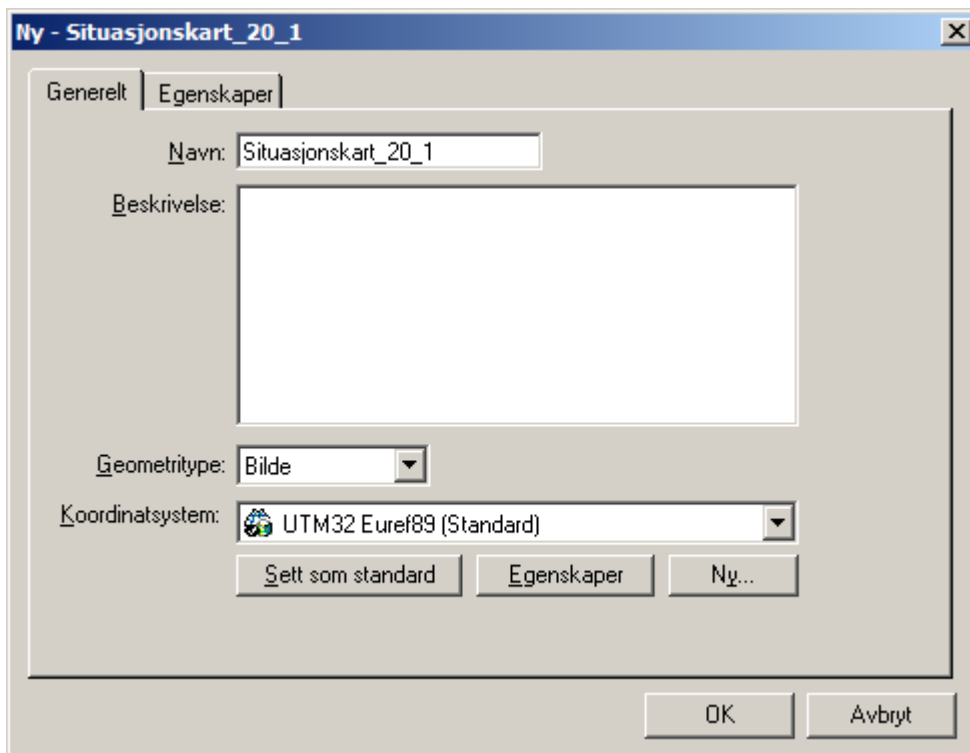 Ny - Situasjonskart_20_1
Generelt Egenskaper
Navn: Situasjonskart_20_1
Beskrivelse:
Geometritype: Bilde
Koordinatsystem: UTM32 Euref89 (Standard)
Sett som standard Egenskaper Ny...
OK Avbryt